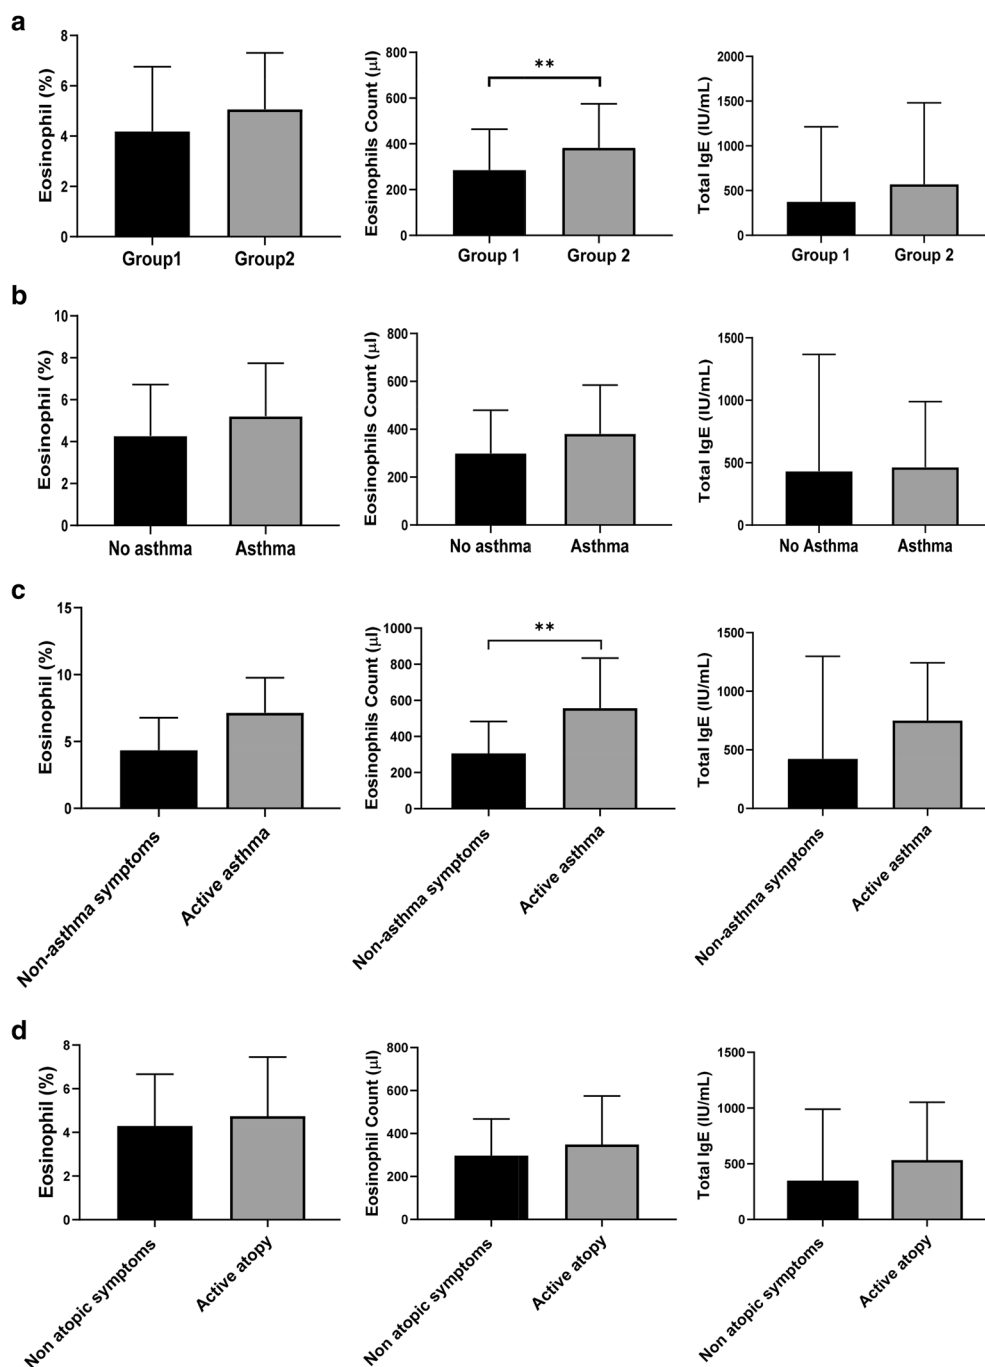 a
Eosinophil (%)
8
6
4
2
0
Group1 Group2
Eosinophils Count (μl)
800
600
400
200
0
**
Group 1 Group 2
Total IgE (IU/mL)
2000
1500
1000
500
0
Group 1 Group 2
b
Eosinophil (%)
10
8
6
4
2
0
No asthma Asthma
Eosinophils Count (μl)
800
600
400
200
0
No asthma Asthma
Total IgE (IU/mL)
1500
1000
500
0
No Asthma Asthma
c
Eosinophil (%)
15
10
5
0
Non-asthma symptoms
Active asthma
Eosinophils Count (μl)
1000
800
600
400
200
0
**
Non-asthma symptoms
Active asthma
Total IgE (IU/mL)
1500
1000
500
0
Non-asthma symptoms
Active asthma
d
Eosinophil (%)
8
6
4
2
0
Non atopic symptoms
Active atopy
Eosinophil Count (μl)
800
600
400
200
0
Non atopic symptoms
Active atopy
Total IgE (IU/mL)
1500
1000
500
0
Non atopic symptoms
Active atopy